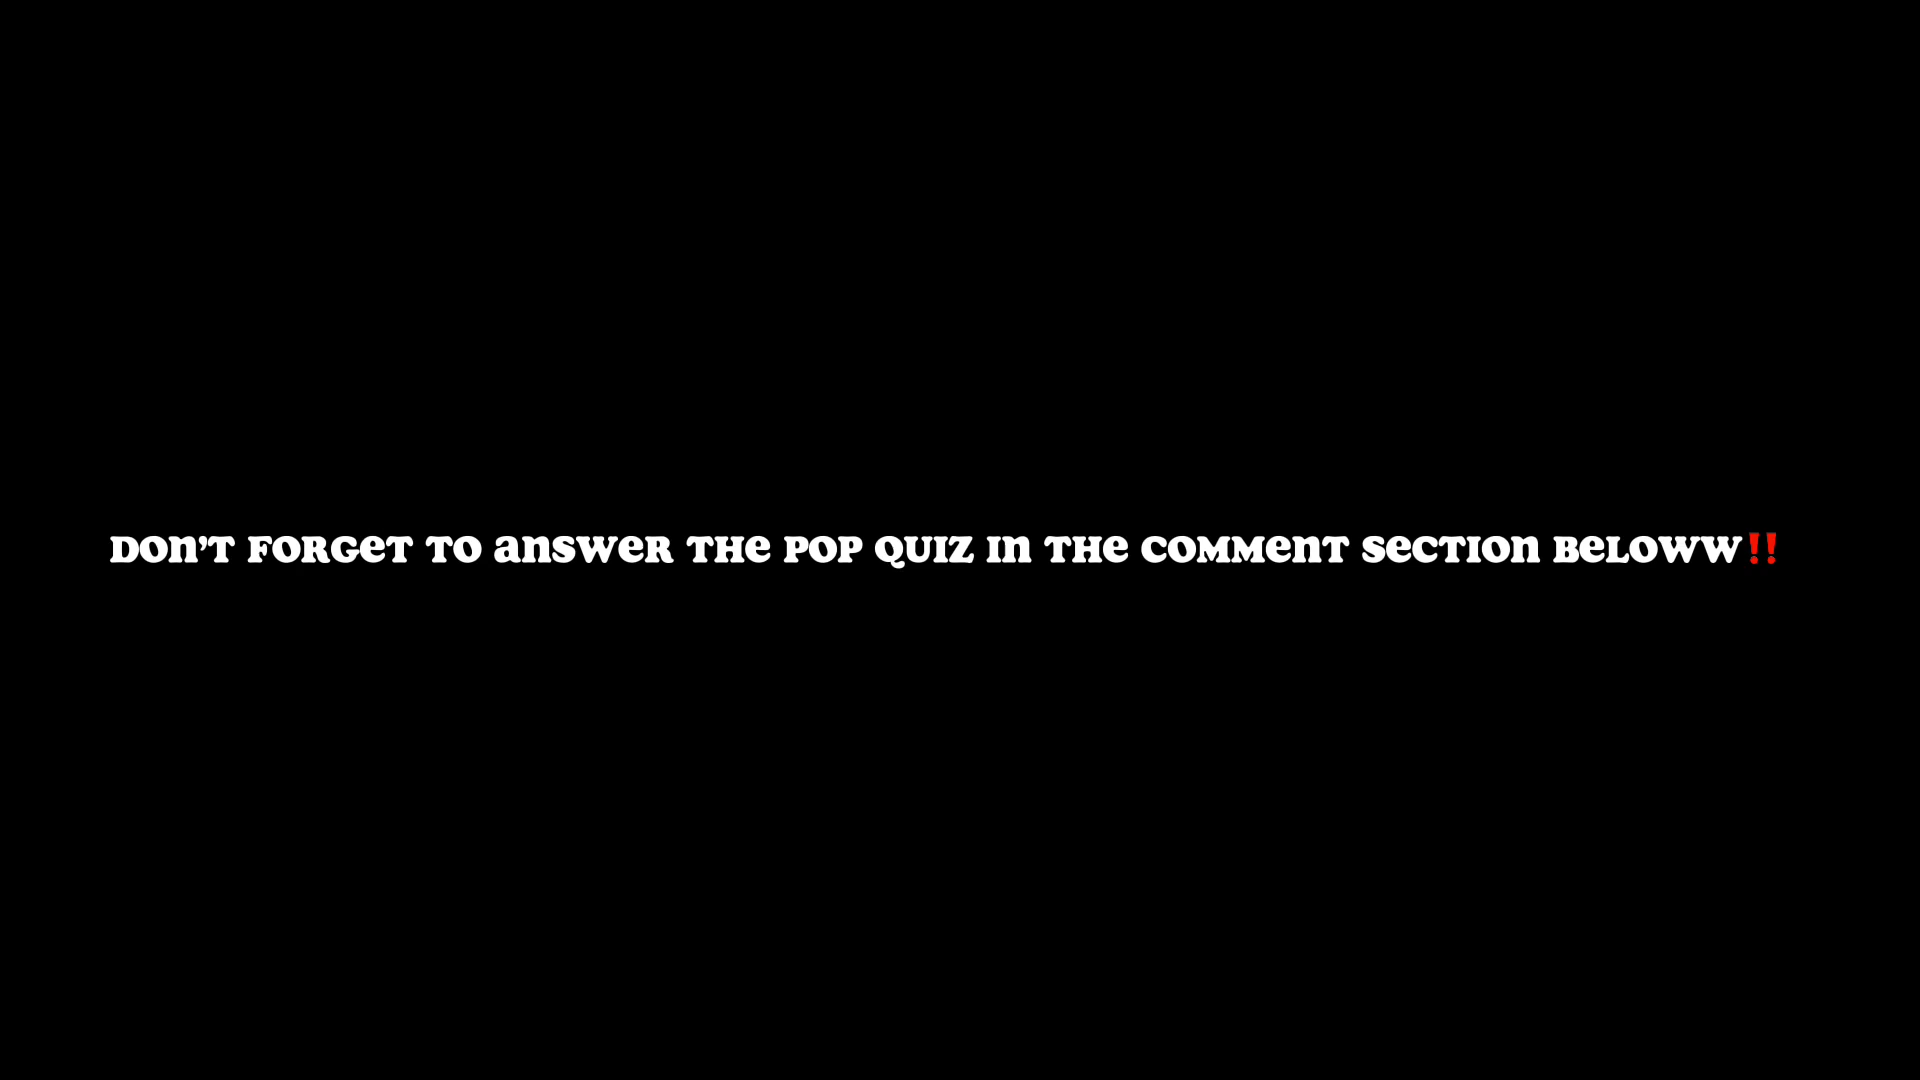 DON'T FORGET TO ANSWER THE POP QUIZ IN THE COMMENT SECTION BELOWW‼️